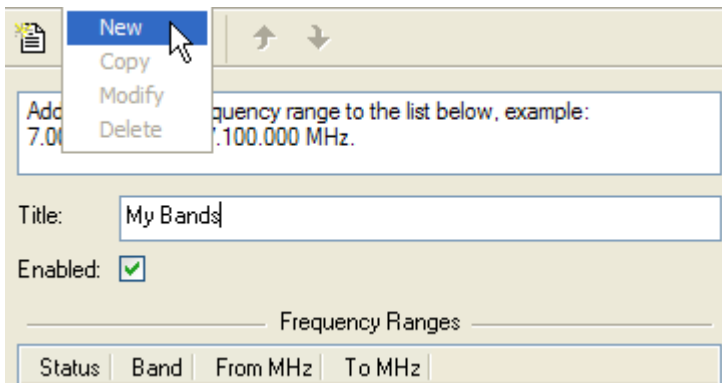 New
Copy
Modify
Delete
Add quency range to the list below, example:
7.00 7.100.000 MHz.
Title: My Bands
Enabled:
Frequency Ranges
Status Band From MHz To MHz